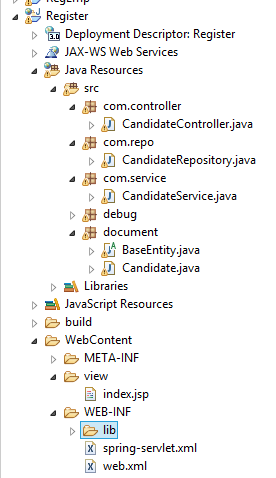 Register
Deployment Descriptor: Register
3.0
JAX-WS Web Services
Java Resources
src
com.controller
CandidateController.java
com.repo
CandidateRepository.java
com.service
CandidateService.java
debug
document
BaseEntity.java
Candidate.java
Libraries
JavaScript Resources
build
WebContent
META-INF
view
index.jsp
WEB-INF
lib
spring-servlet.xml
web.xml